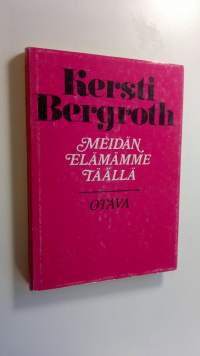 Kersti
Bergroth
MEIDÄN
ELÄMÄMME
TÄÄLLÄ
OTAVA